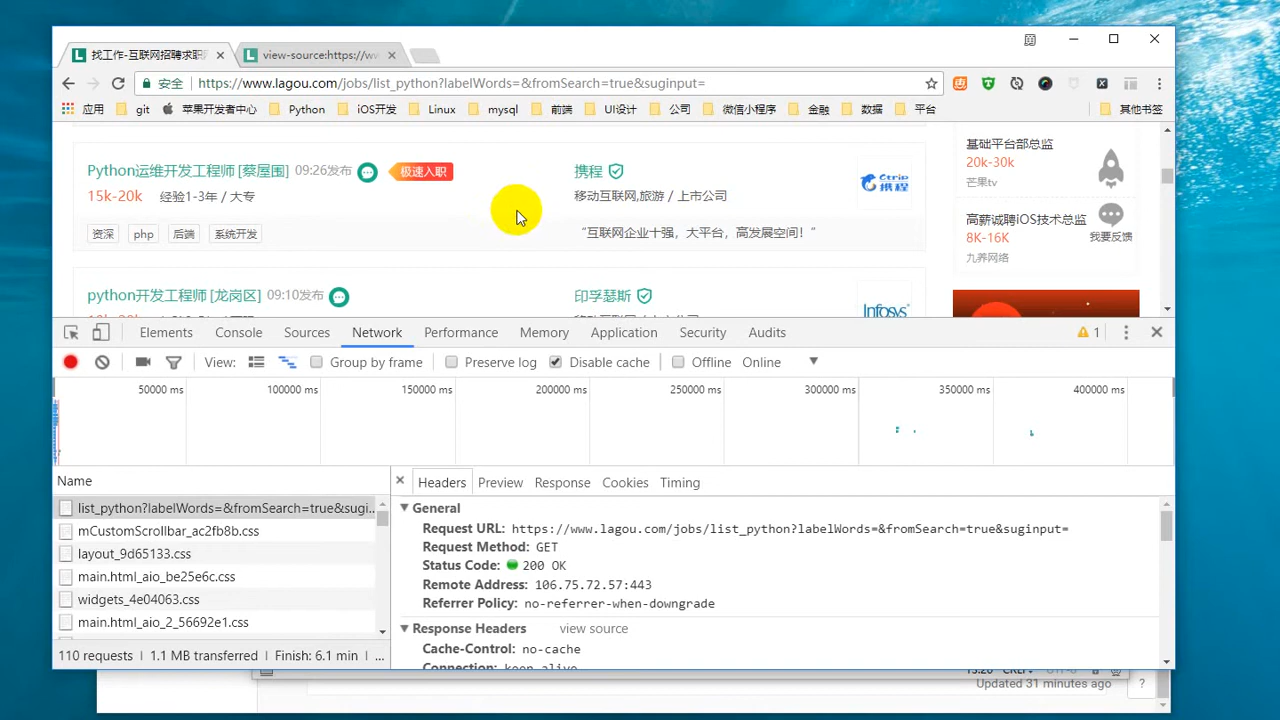 找工作-互联网招聘求职
view-source:https://ww
安全
https://www.lagou.com/jobs/list_python?labelWords=&fromSearch=true&suginput=
应用 git 苹果开发者中心 Python iOS开发 Linux mysql 前端 UI设计 公司 微信小程序 金融 数据 平台 其他书签
Python运维开发工程师 [蔡屋围] 09:26发布 极速入职
15k-20k 经验1-3年 / 大专
资深 php 后端 系统开发
携程
移动互联网,旅游 / 上市公司
“互联网企业十强，大平台，高发展空间！”
Ctrip 携程
python开发工程师 [龙岗区] 09:10发布
印孚瑟斯
Infosys
基础平台部总监
20k-30k
芒果tv
高薪诚聘iOS技术总监
8K-16K
九养网络
我要反馈
Elements Console Sources Network Performance Memory Application Security Audits 1
View: Group by frame Preserve log Disable cache Offline Online
50000 ms 100000 ms 150000 ms 200000 ms 250000 ms 300000 ms 350000 ms 400000 ms
Name
list_python?labelWords=&fromSearch=true&sugi...
mCustomScrollbar_ac2fb8b.css
layout_9d65133.css
main.html_aio_be25e6c.css
widgets_4e04063.css
main.html_aio_2_56692e1.css
110 requests | 1.1 MB transferred | Finish: 6.1 min | ...
Headers Preview Response Cookies Timing
General
Request URL: https://www.lagou.com/jobs/list_python?labelWords=&fromSearch=true&suginput=
Request Method: GET
Status Code: 200 OK
Remote Address: 106.75.72.57:443
Referrer Policy: no-referrer-when-downgrade
Response Headers view source
Cache-Control: no-cache
Connection: keep-alive
Updated 31 minutes ago
?